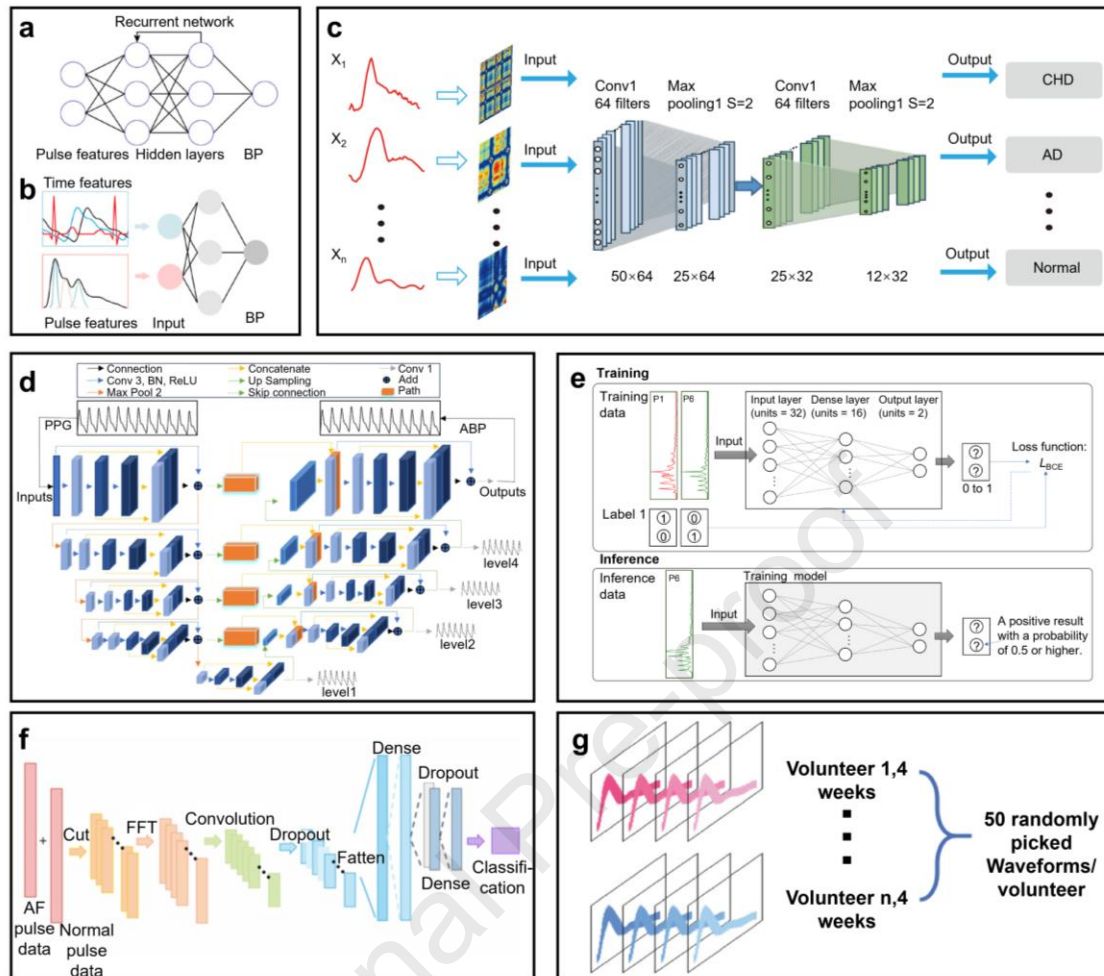 a
Recurrent network
Pulse features Hidden layers BP
b
Time features
Pulse features Input BP
c
X1
X2
Xn
Input
Input
Input
Conv1
64 filters
Max
pooling1 S=2
Conv1
64 filters
Max
pooling1 S=2
50×64 25×64 25×32 12×32
Output
Output
Output
CHD
AD
Normal
d
Connection
Conv 3, BN, ReLU
Max Pool 2
Concatenate
Up Sampling
Skip connection
Conv 1
Add
Path
PPG
ABP
Inputs
Outputs
level4
level3
level2
level1
e
Training
Training
data
P1 P6
Input
Input layer
(units = 32)
Dense layer
(units = 16)
Output layer
(units = 2)
? ?
0 to 1
Loss function:
LBCE
Label 1
1 0
0 1
Inference
Inference
data
P6
Input
Training model
? ?
A positive result
with a probability
of 0.5 or higher.
f
AF
pulse data
+
Normal
pulse
data
Cut
FFT
Convolution
Dropout
Fatten
Dense
Dropout
Dense
Classifi-
cation
g
Volunteer 1,4
weeks
Volunteer n,4
weeks
50 randomly
picked
Waveforms/
volunteer
nal Pre-proof